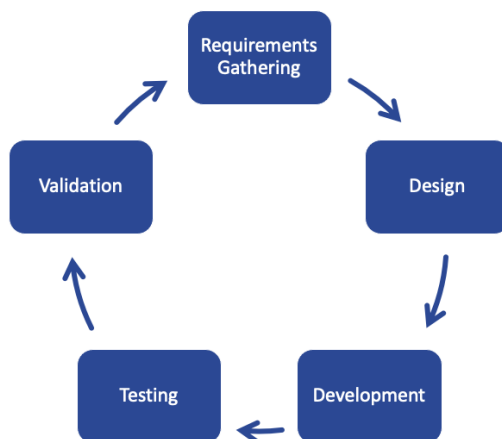 Requirements
Gathering
Design
Development
Testing
Validation